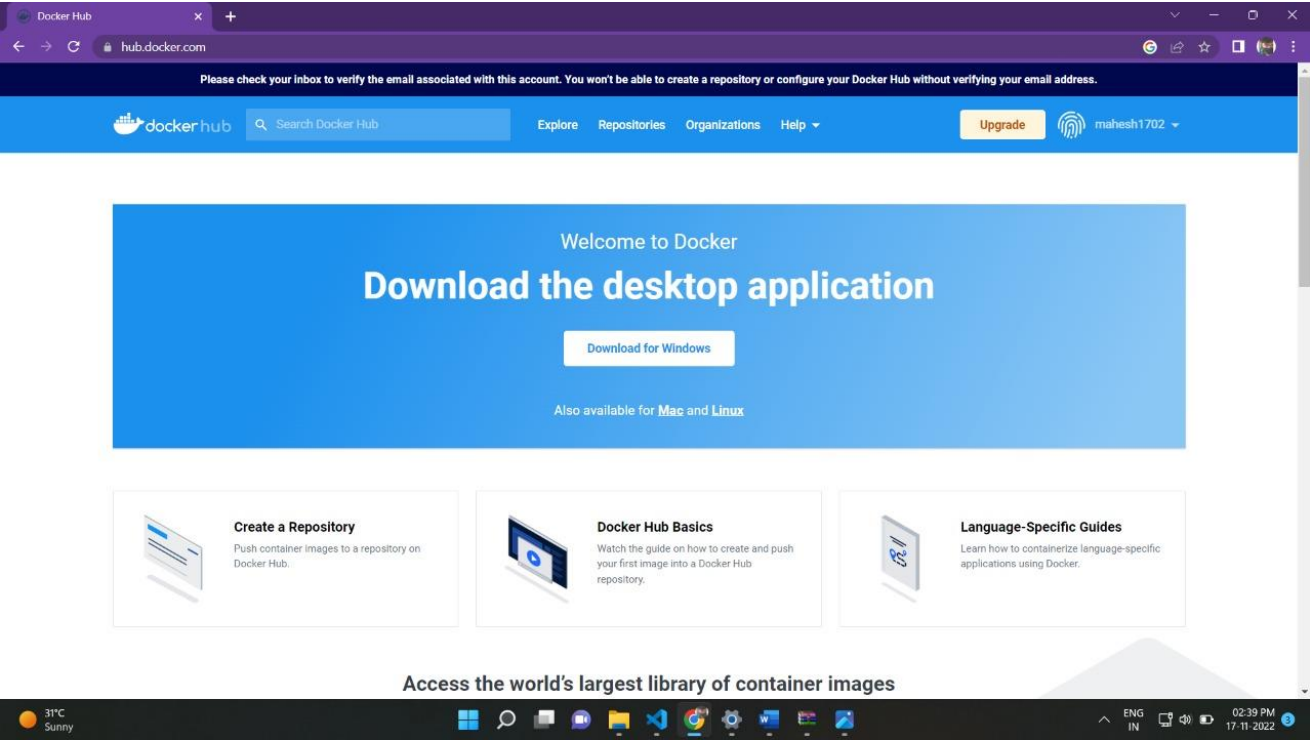 Docker Hub
hub.docker.com
Please check your inbox to verify the email associated with this account. You won't be able to create a repository or configure your Docker Hub without verifying your email address.
dockerhub
Search Docker Hub
Explore Repositories Organizations Help
Upgrade
mahesh1702
Welcome to Docker
Download the desktop application
Download for Windows
Also available for Mac and Linux
Create a Repository
Push container images to a repository on
Docker Hub.
Docker Hub Basics
Watch the guide on how to create and push
your first image into a Docker Hub
repository.
Language-Specific Guides
Learn how to containerize language-specific
applications using Docker.
Access the world's largest library of container images
31°C
Sunny
ENG
IN
02:39 PM
17-11-2022
3